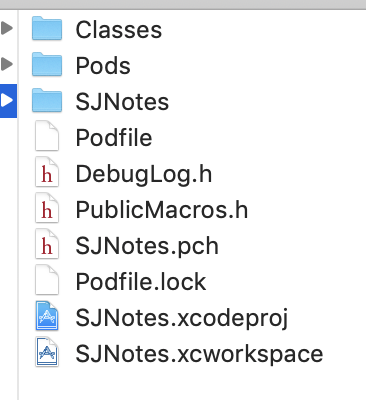 Classes
Pods
SJNotes
Podfile
h DebugLog.h
h PublicMacros.h
h SJNotes.pch
Podfile.lock
SJNotes.xcodeproj
SJNotes.xcworkspace